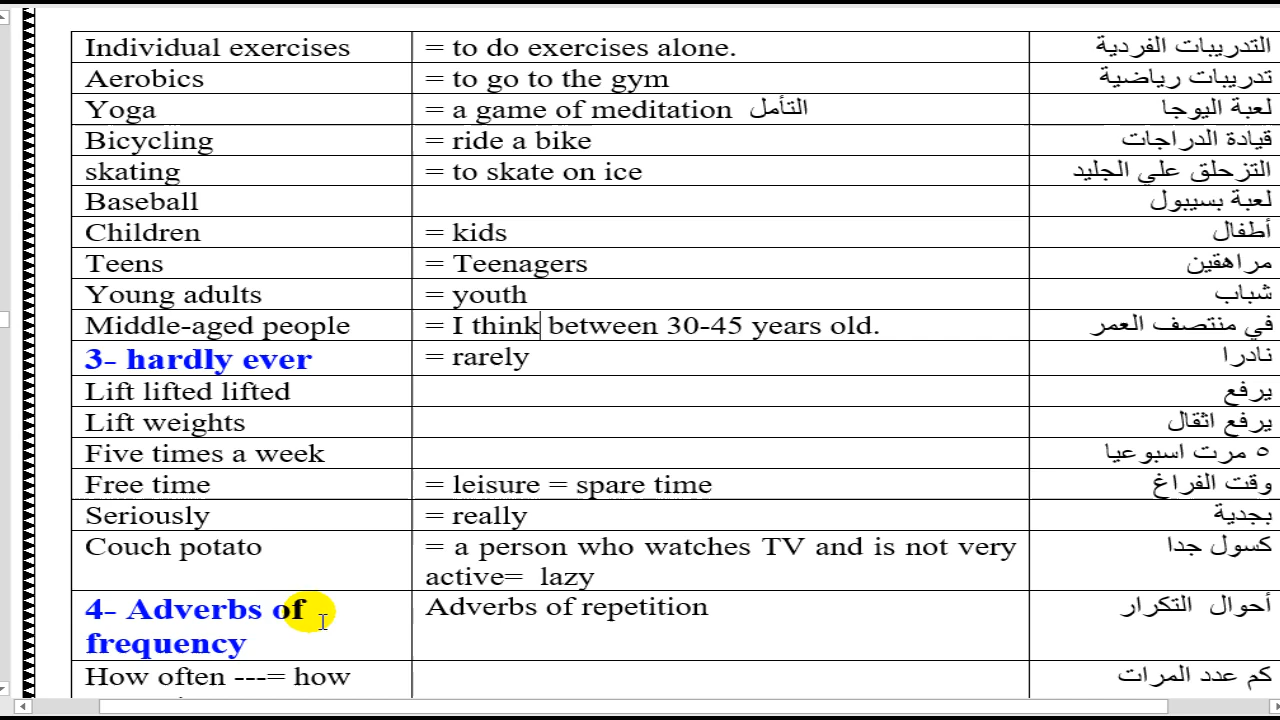 Individual exercises = to do exercises alone. التدريبات الفردية
Aerobics = to go to the gym تدريبات رياضية
Yoga = a game of meditation التأمل لعبة اليوجا
Bicycling = ride a bike قيادة الدراجات
skating = to skate on ice التزحلق علي الجليد
Baseball لعبة بسيبول
Children = kids أطفال
Teens = Teenagers مراهقين
Young adults = youth شباب
Middle-aged people = I think between 30-45 years old. في منتصف العمر
3- hardly ever = rarely نادرا
Lift lifted lifted يرفع
Lift weights يرفع اثقال
Five times a week ٥ مرت اسبوعيا
Free time = leisure = spare time وقت الفراغ
Seriously = really بجدية
Couch potato = a person who watches TV and is not very كسول جدا
active= lazy
4- Adverbs of Adverbs of repetition أحوال التكرار
frequency
How often ---= how كم عدد المرات